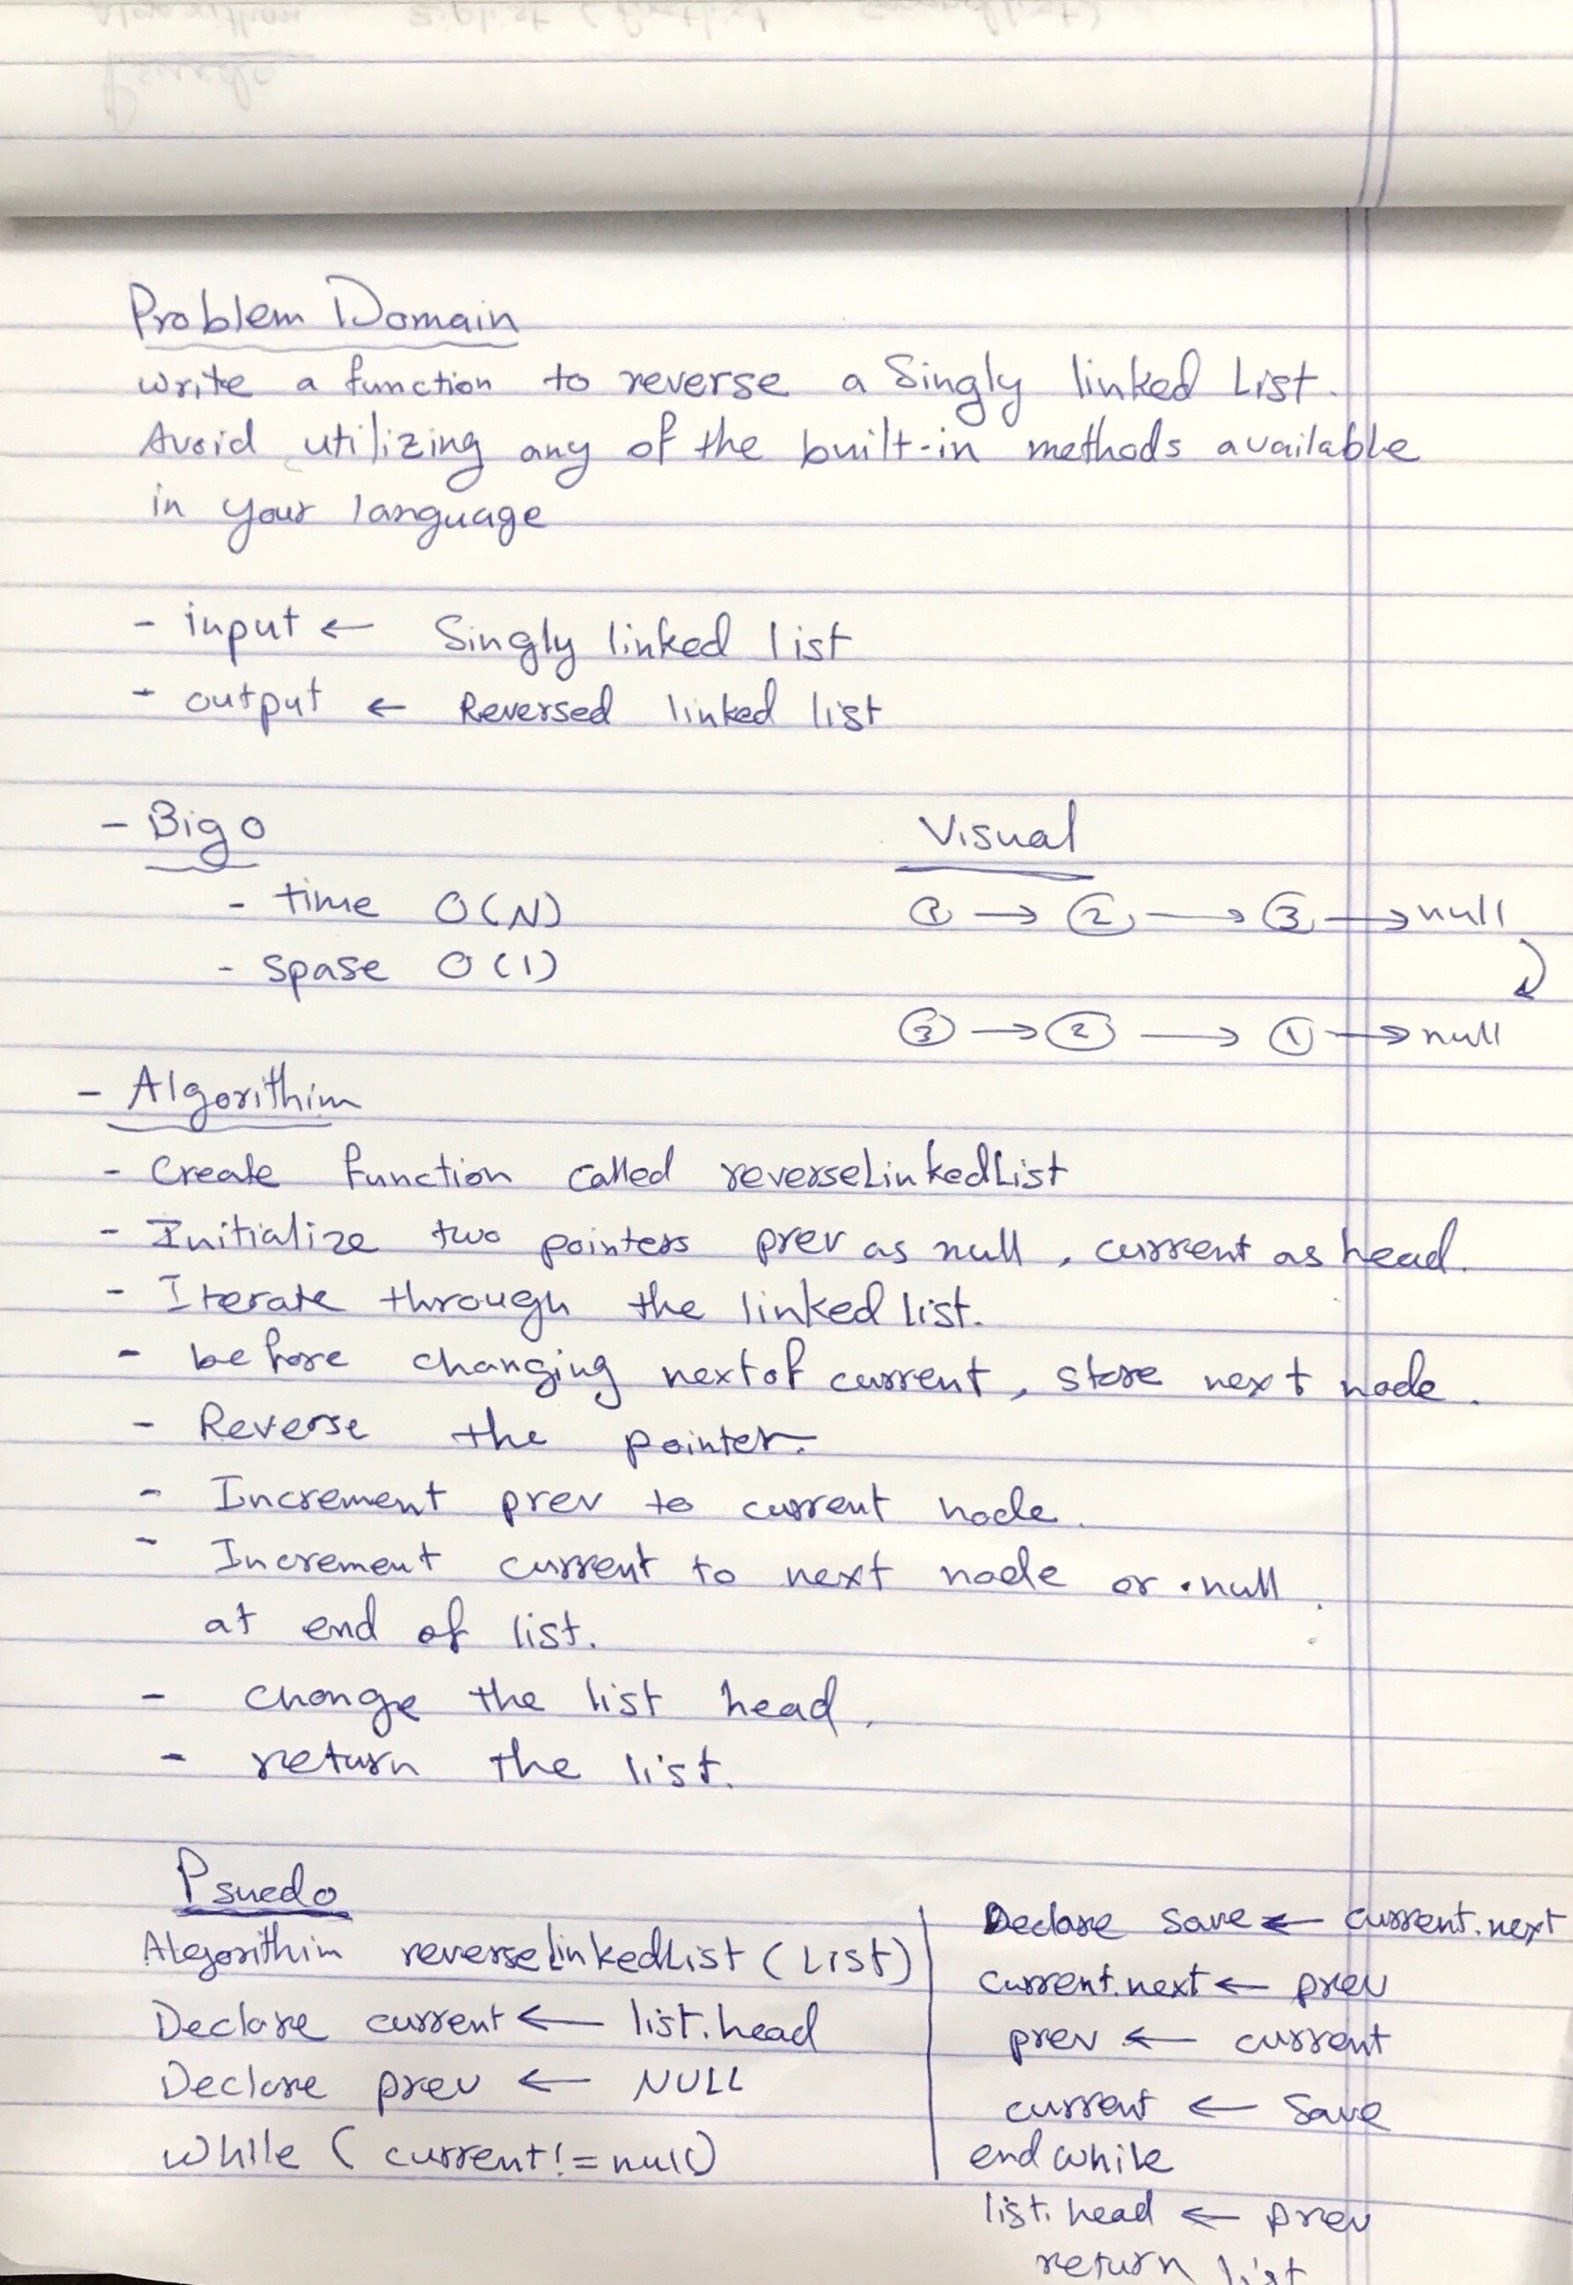 Problem Domain
write a function to reverse a Singly linked List.
Avoid utilizing any of the built-in methods available
in your language
- input ← Singly linked list
- output ← Reversed linked list
- Big O
- time O(N)
- spase O(1)
Visual
1 → 2 → 3 → null
3 → 2 → 1 → null
- Algorithim
- Create function called reverseLinkedList
- Initialize two pointers prev as null, current as head.
- Iterate through the linked list.
- before changing next of current, store next node.
- Reverse the pointer.
- Increment prev to current node.
- Increment current to next node or null.
at end of list.
- change the list head.
- return the list.
Psuedo
Algorithim reverseLinkedList (List)
Declare current ← list.head
Declare prev ← NULL
while (current != null)
Declare save ← current.next
current.next ← prev
prev ← current
current ← save
end while
list.head ← prev
return list